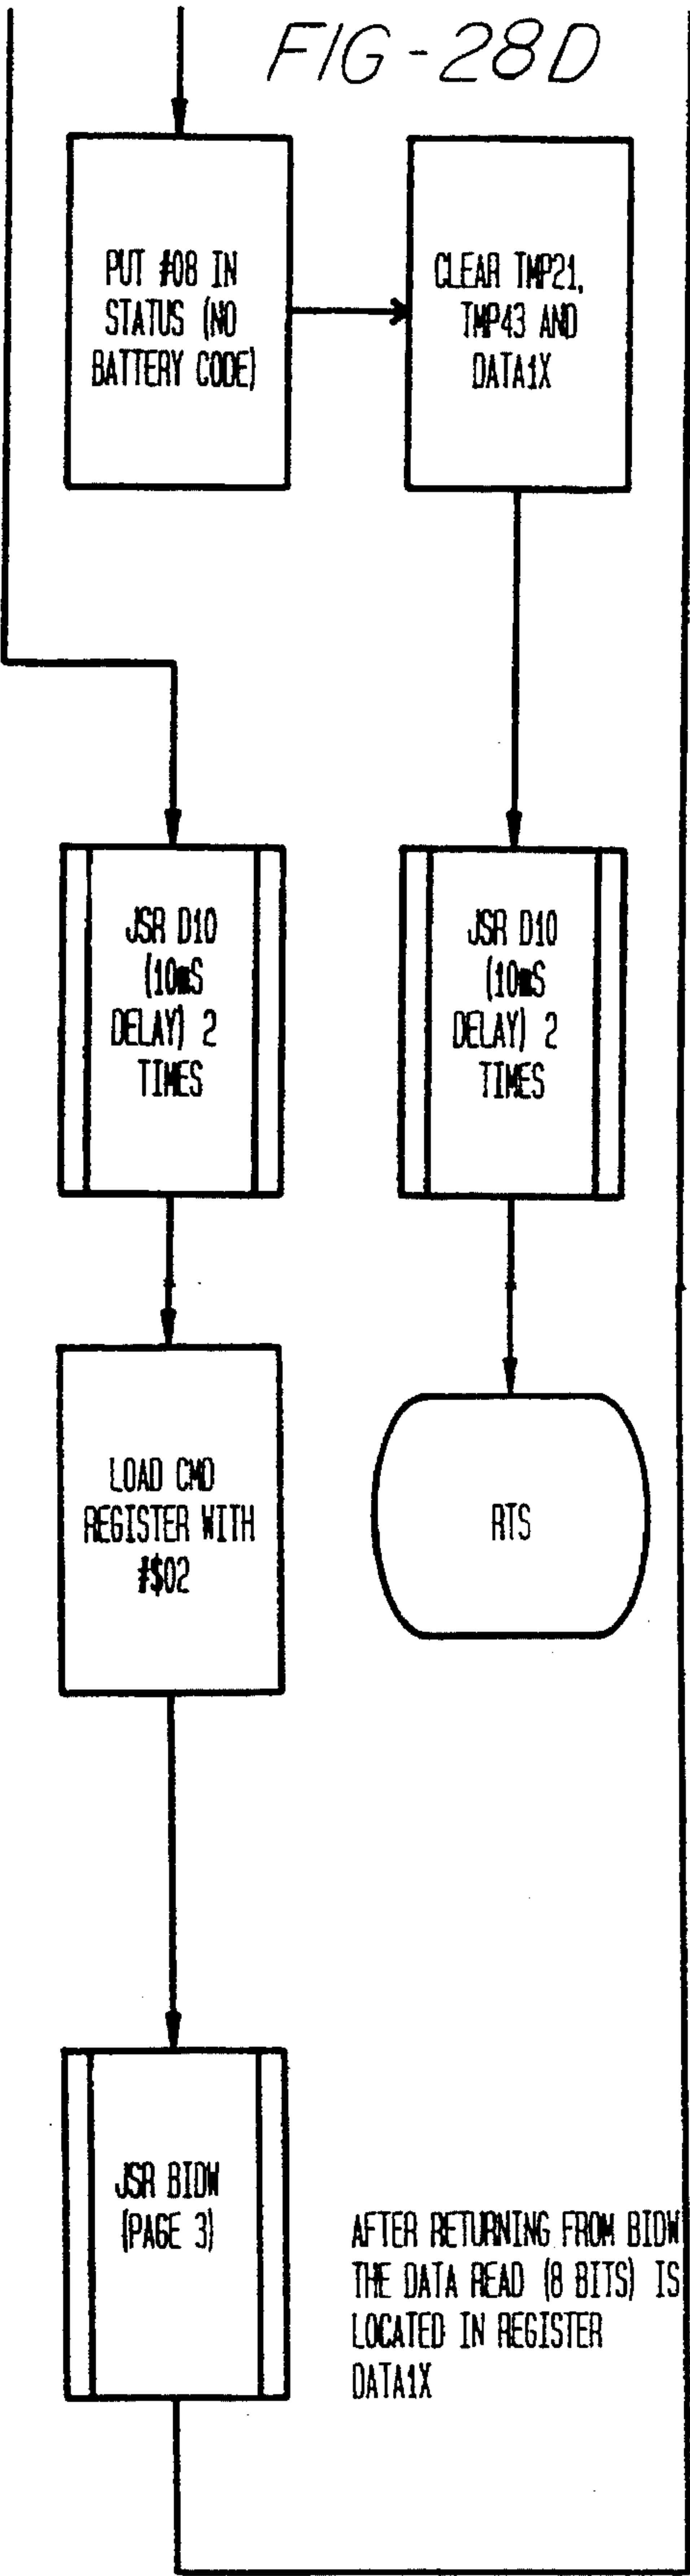 FIG-28D
PUT #08 IN
STATUS (NO
BATTERY CODE)
CLEAR TMP21,
TMP43 AND
DATA1X
JSR D10
(10mS
DELAY) 2
TIMES
JSR D10
(10mS
DELAY) 2
TIMES
LOAD CMD
REGISTER WITH
#$02
RTS
JSR BIDW
(PAGE 3)
AFTER RETURNING FROM BIDW
THE DATA READ (8 BITS) IS
LOCATED IN REGISTER
DATA1X